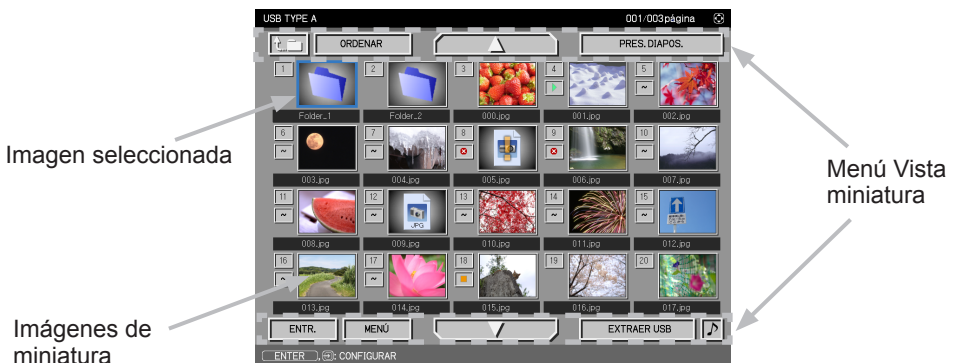 USB TYPE A 001/003página
ORDENAR PRES. DIAPOS.
1 2 3 4 5
~
Folder_1 Folder_2 000.jpg 001.jpg 002.jpg
6 7 8 9 10
~ ~ ~
003.jpg 004.jpg 005.jpg 006.jpg 007.jpg
Imagen seleccionada
Menú Vista
miniatura
11 12 13 14 15
~ ~ ~ ~ ~
JPG
008.jpg 009.jpg 010.jpg 011.jpg 012.jpg
16 17 18 19 20
~ ~
013.jpg 014.jpg 015.jpg 016.jpg 017.jpg
Imágenes de
miniatura
ENTR. MENÚ EXTRAER USB
ENTER , : CONFIGURAR